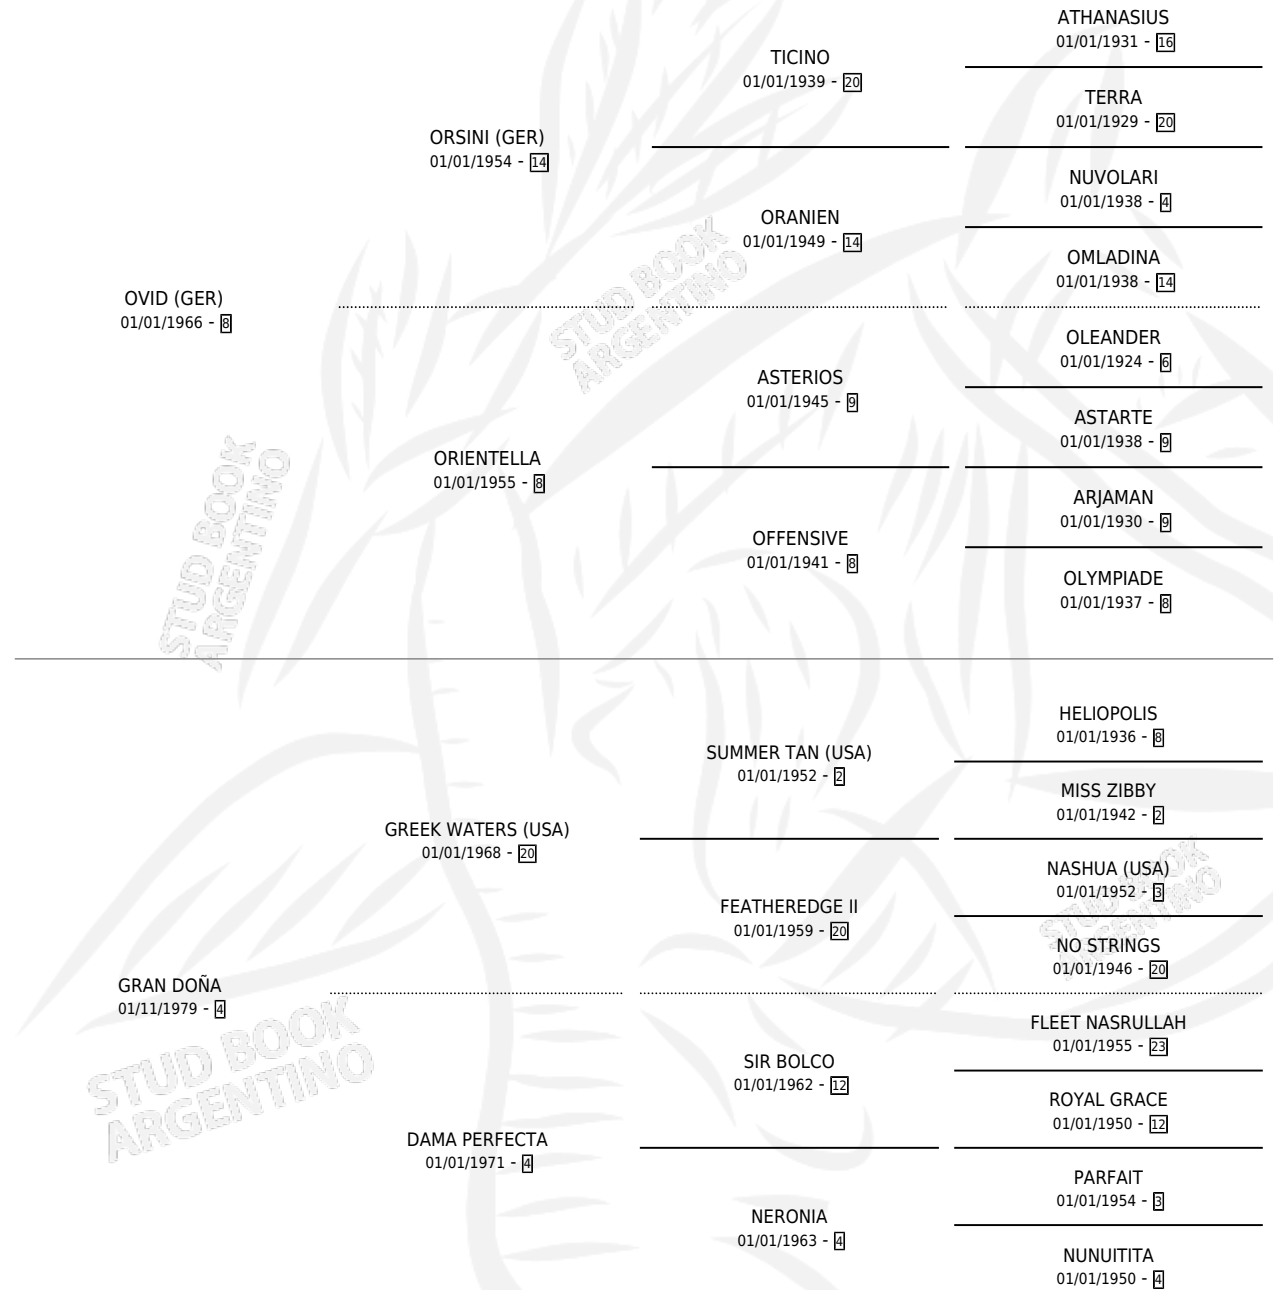 ATHANASIUS
01/01/1931 - 16
TICINO
01/01/1939 - 20
TERRA
01/01/1929 - 20
ORSINI (GER)
01/01/1954 - 14
NUVOLARI
01/01/1938 - 4
ORANIEN
01/01/1949 - 14
OMLADINA
01/01/1938 - 14
OVID (GER)
01/01/1966 - 8
OLEANDER
01/01/1924 - 6
ASTERIOS
01/01/1945 - 9
ASTARTE
01/01/1938 - 9
ORIENTELLA
01/01/1955 - 8
ARJAMAN
01/01/1930 - 9
OFFENSIVE
01/01/1941 - 8
OLYMPIADE
01/01/1937 - 8
HELIOPOLIS
01/01/1936 - 8
SUMMER TAN (USA)
01/01/1952 - 2
MISS ZIBBY
01/01/1942 - 2
GREEK WATERS (USA)
01/01/1968 - 20
NASHUA (USA)
01/01/1952 - 3
FEATHEREDGE II
01/01/1959 - 20
NO STRINGS
01/01/1946 - 20
GRAN DOÑA
01/11/1979 - 4
FLEET NASRULLAH
01/01/1955 - 23
SIR BOLCO
01/01/1962 - 12
ROYAL GRACE
01/01/1950 - 12
DAMA PERFECTA
01/01/1971 - 4
PARFAIT
01/01/1954 - 3
NERONIA
01/01/1963 - 4
NUNUITITA
01/01/1950 - 4
STUD BOOK
ARGENTINO
STUD BOOK
ARGENTINO
STUD BOOK
ARGENTINO
STUD BOOK
ARGENTINO